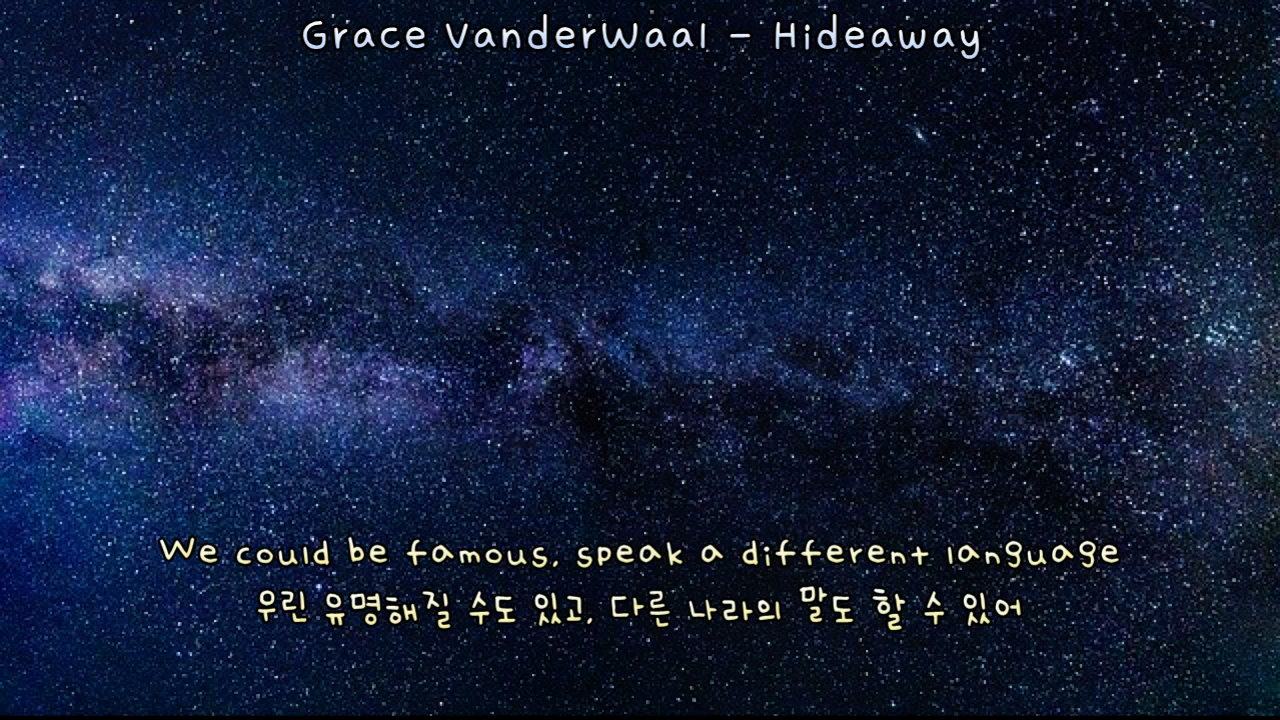 Grace VanderWaal - Hideaway
We could be famous, speak a different language
우린 유명해질 수도 있고, 다른 나라의 말도 할 수 있어